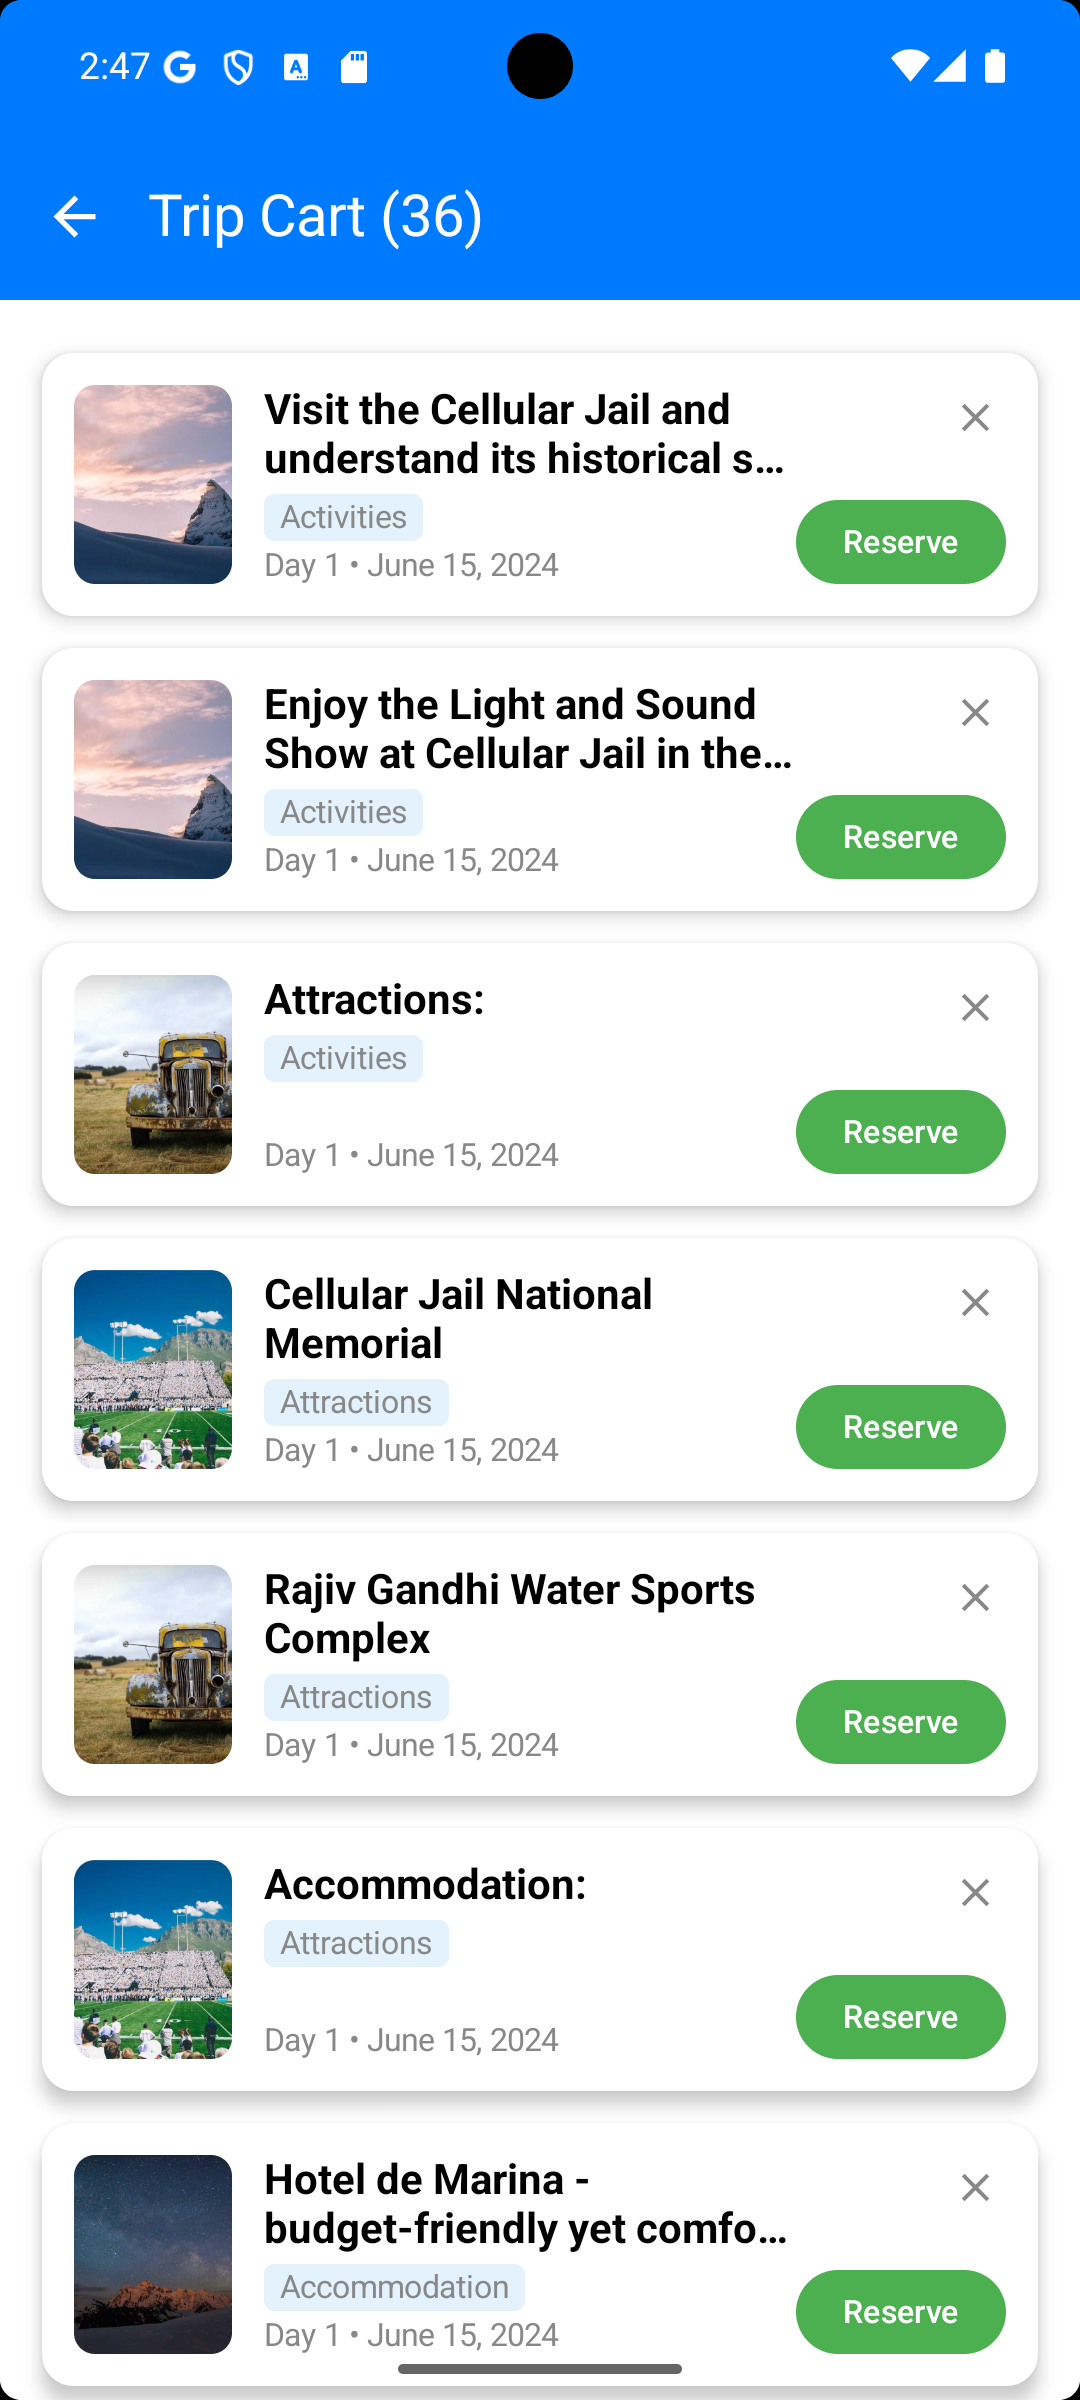 2:47
Trip Cart (36)
Visit the Cellular Jail and
understand its historical s...
Activities
Day 1 • June 15, 2024
Reserve
Enjoy the Light and Sound
Show at Cellular Jail in the...
Activities
Day 1 • June 15, 2024
Reserve
Attractions:
Activities
Day 1 • June 15, 2024
Reserve
Cellular Jail National
Memorial
Attractions
Day 1 • June 15, 2024
Reserve
Rajiv Gandhi Water Sports
Complex
Attractions
Day 1 • June 15, 2024
Reserve
Accommodation:
Attractions
Day 1 • June 15, 2024
Reserve
Hotel de Marina -
budget-friendly yet comfo...
Accommodation
Day 1 • June 15, 2024
Reserve